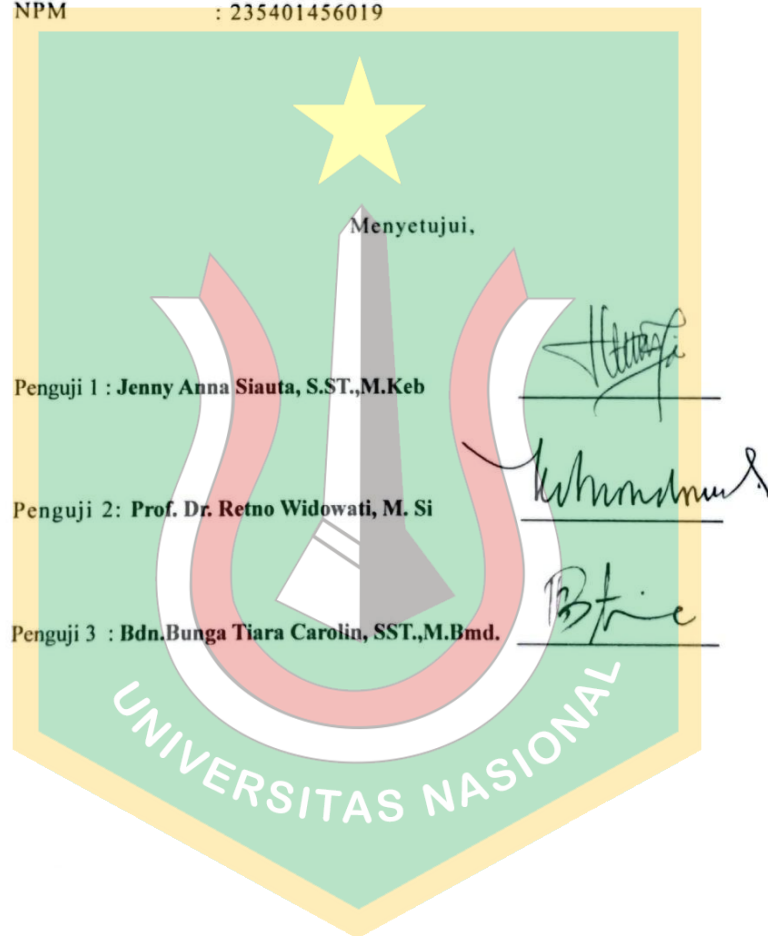 NPM : 235401456019
Menyetujui,
Penguji 1 : Jenny Anna Siauta, S.ST.,M.Keb
Penguji 2: Prof. Dr. Retno Widowati, M. Si
Penguji 3 : Bdn.Bunga Tiara Carolin, SST.,M.Bmd.
UNIVERSITAS NASIONAL